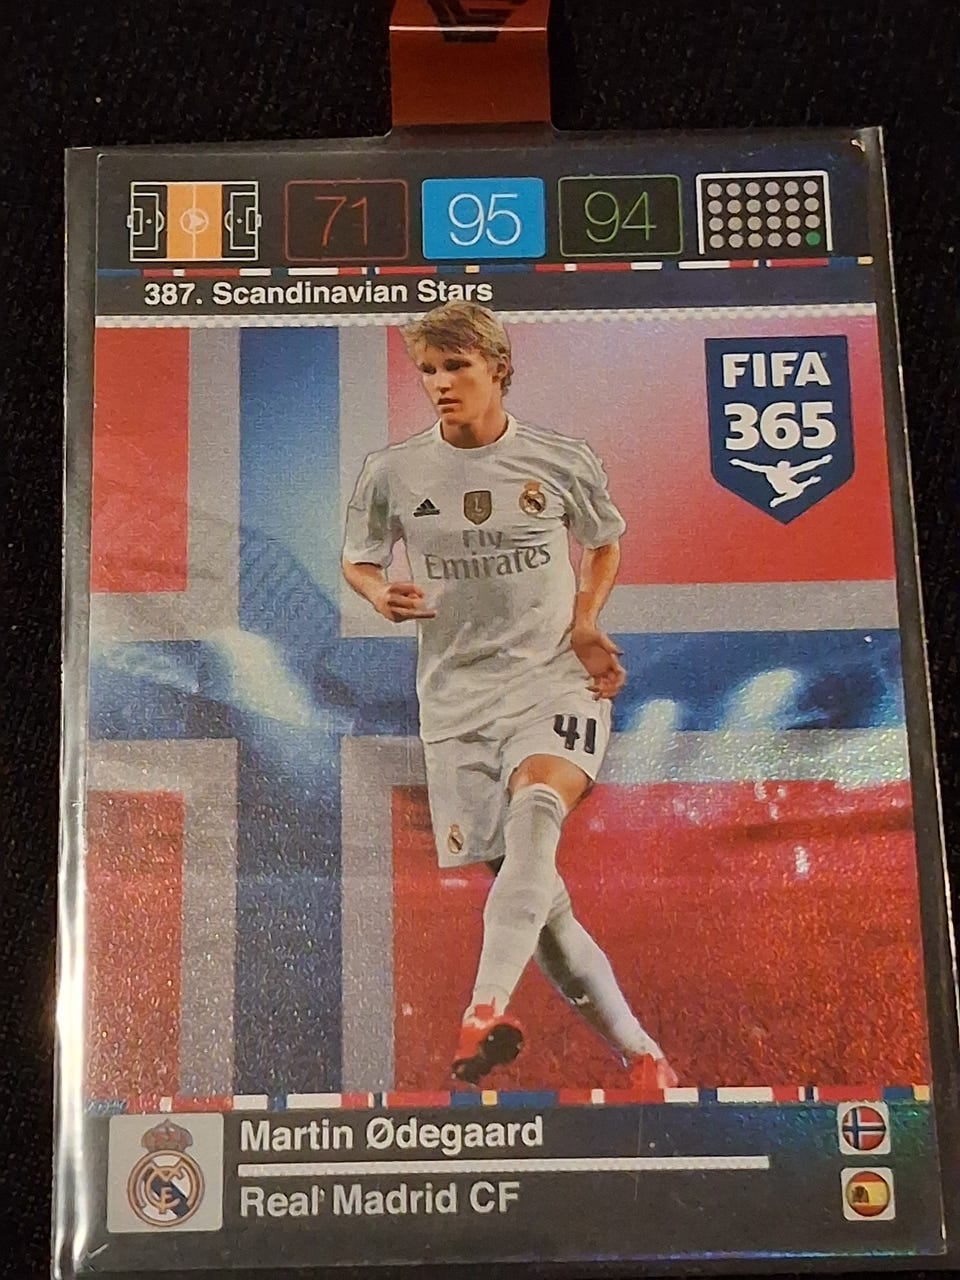 71
95
94
387. Scandinavian Stars
FIFA
365
Fly
Emirates
41
Martin Ødegaard
Real Madrid CF